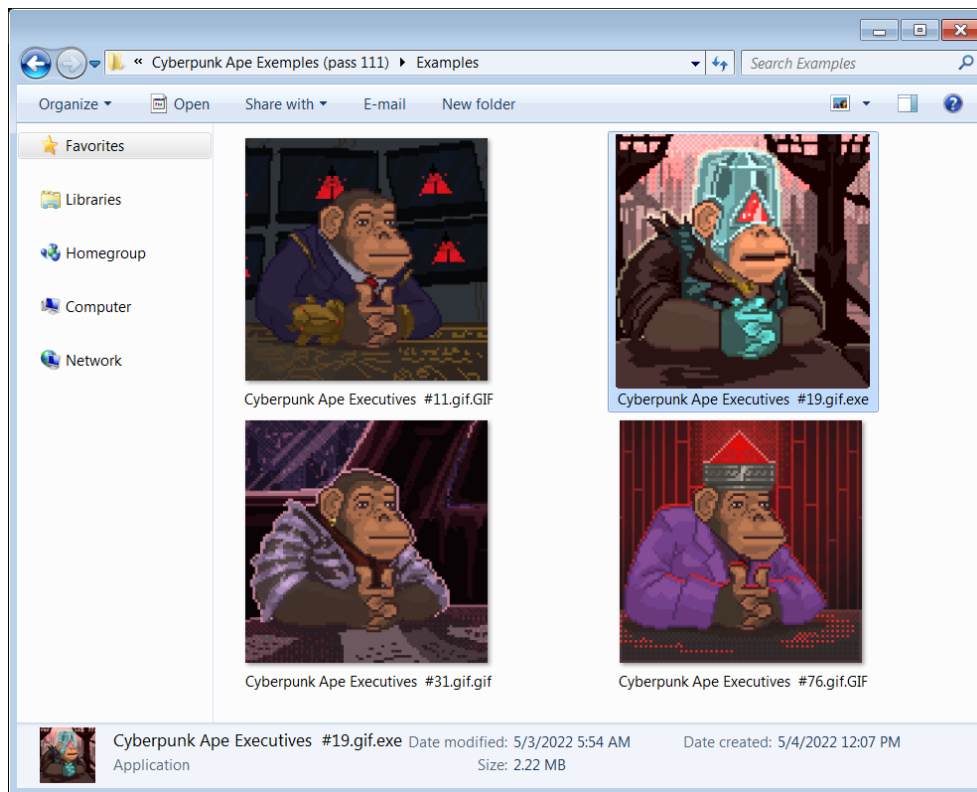 « Cyberpunk Ape Exemples (pass 111) Examples
Search Examples
Organize Open Share with E-mail New folder
Favorites
Libraries
Homegroup
Computer
Network
Cyberpunk Ape Executives #11.gif.GIF
Cyberpunk Ape Executives #19.gif.exe
Cyberpunk Ape Executives #31.gif.gif
Cyberpunk Ape Executives #76.gif.GIF
Cyberpunk Ape Executives #19.gif.exe Date modified: 5/3/2022 5:54 AM Date created: 5/4/2022 12:07 PM
Application Size: 2.22 MB